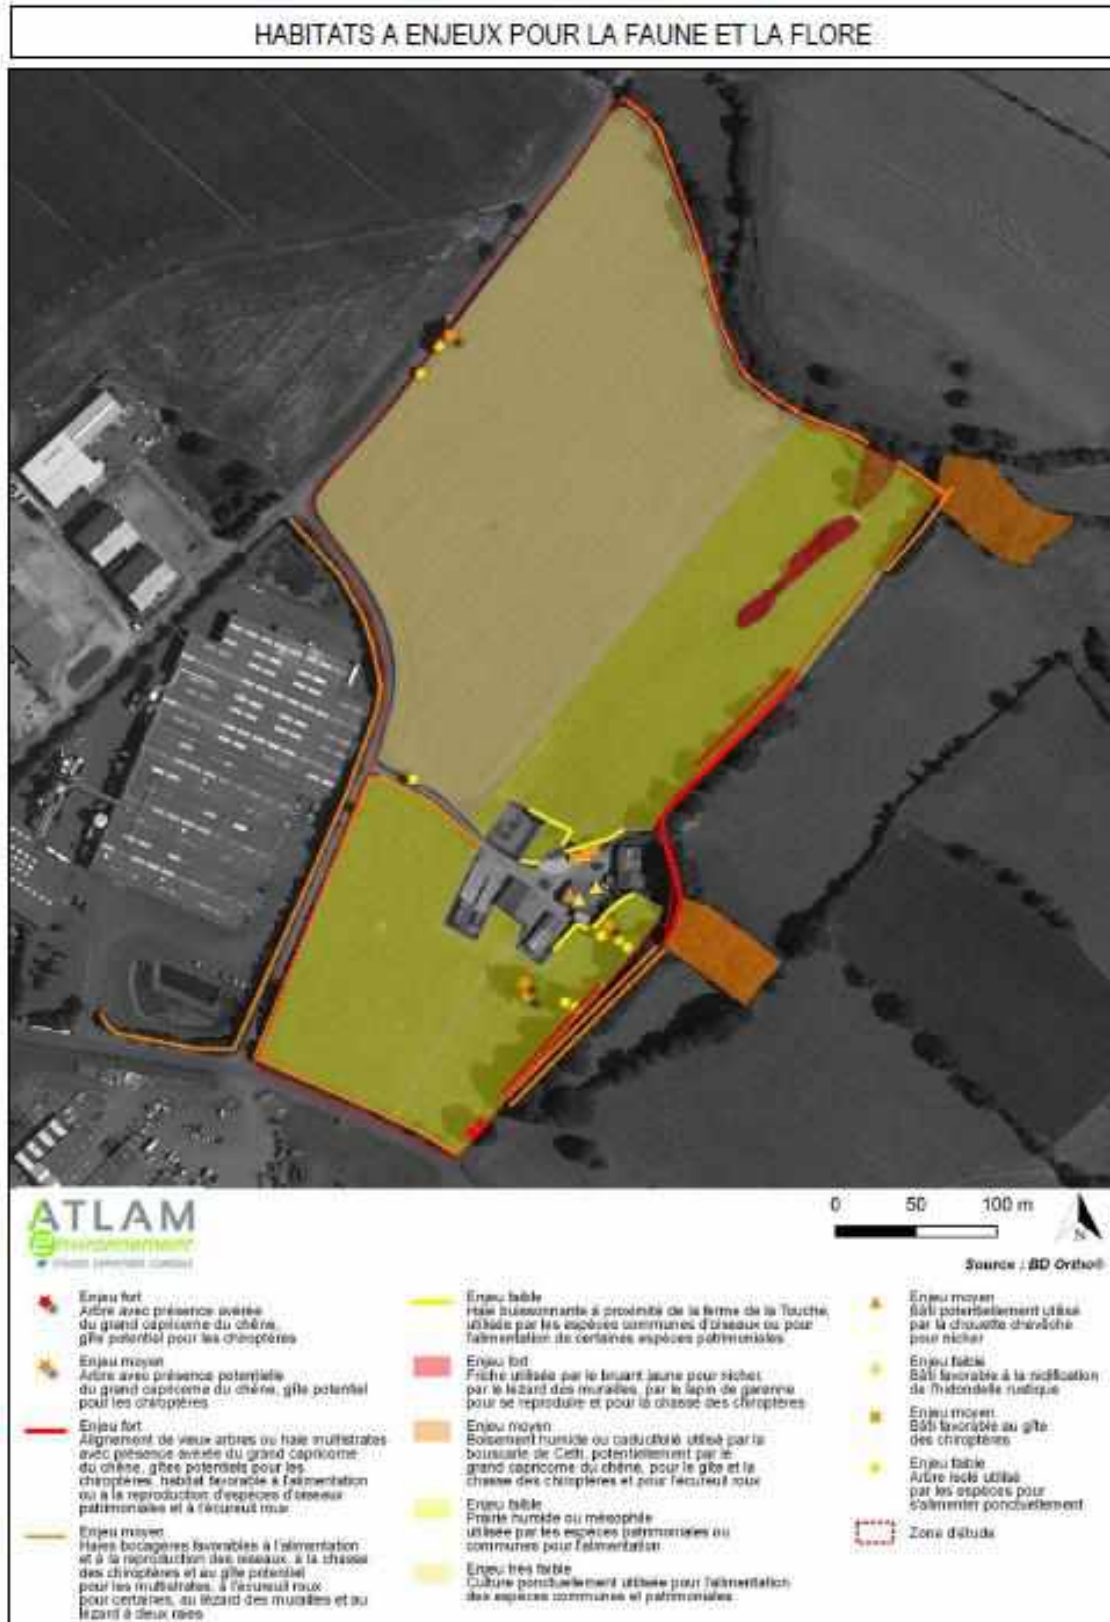 HABITATS A ENJEUX POUR LA FAUNE ET LA FLORE
ATLAM
Environnement
0 50 100 m
N
Source : BD Ortho®
Enjeu fort
Arbre avec présence avérée
du grand capricorne du chêne,
gîte potentiel pour les chiroptères
Enjeu moyen
Arbre avec présence potentielle
du grand capricorne du chêne, gîte potentiel
pour les chiroptères
Enjeu fort
Alignement de vieux arbres ou haie multistrates
avec présence avérée du grand capricorne
du chêne, gîtes potentiels pour les
chiroptères, habitat favorable à l'alimentation
ou à la reproduction d'espèces d'oiseaux
patrimoniales et à l'écureuil roux
Enjeu moyen
Haies bocagères favorables à l'alimentation
et à la reproduction des oiseaux, à la chasse
des chiroptères et au gîte potentiel
pour les multistrates, à l'écureuil roux
pour certaines, au lézard des murailles et au
lézard à deux raies
Enjeu faible
Haie buissonnante à proximité de la ferme de la Touche,
utilisée par les espèces communes d'oiseaux ou pour
l'alimentation de certaines espèces patrimoniales
Enjeu fort
Friche utilisée par le bruant jaune pour nicher,
par le lézard des murailles, par le lapin de garenne
pour se reproduire et pour la chasse des chiroptères
Enjeu moyen
Boisement humide ou caducifolié utilisé par la
bouscarle de Cetti, potentiellement par le
grand capricorne du chêne, pour le gîte et la
chasse des chiroptères et pour l'écureuil roux
Enjeu faible
Prairie humide ou mésophile
utilisée par les espèces patrimoniales ou
communes pour l'alimentation
Enjeu très faible
Culture ponctuellement utilisée pour l'alimentation
des espèces communes et patrimoniales
Enjeu moyen
Bâti potentiellement utilisé
par la chouette chevêche
pour nicher
Enjeu faible
Bâti favorable à la nidification
de l'hirondelle rustique
Enjeu moyen
Bâti favorable au gîte
des chiroptères
Enjeu faible
Arbre isolé utilisé
par les espèces pour
s'alimenter ponctuellement
Zone d'étude